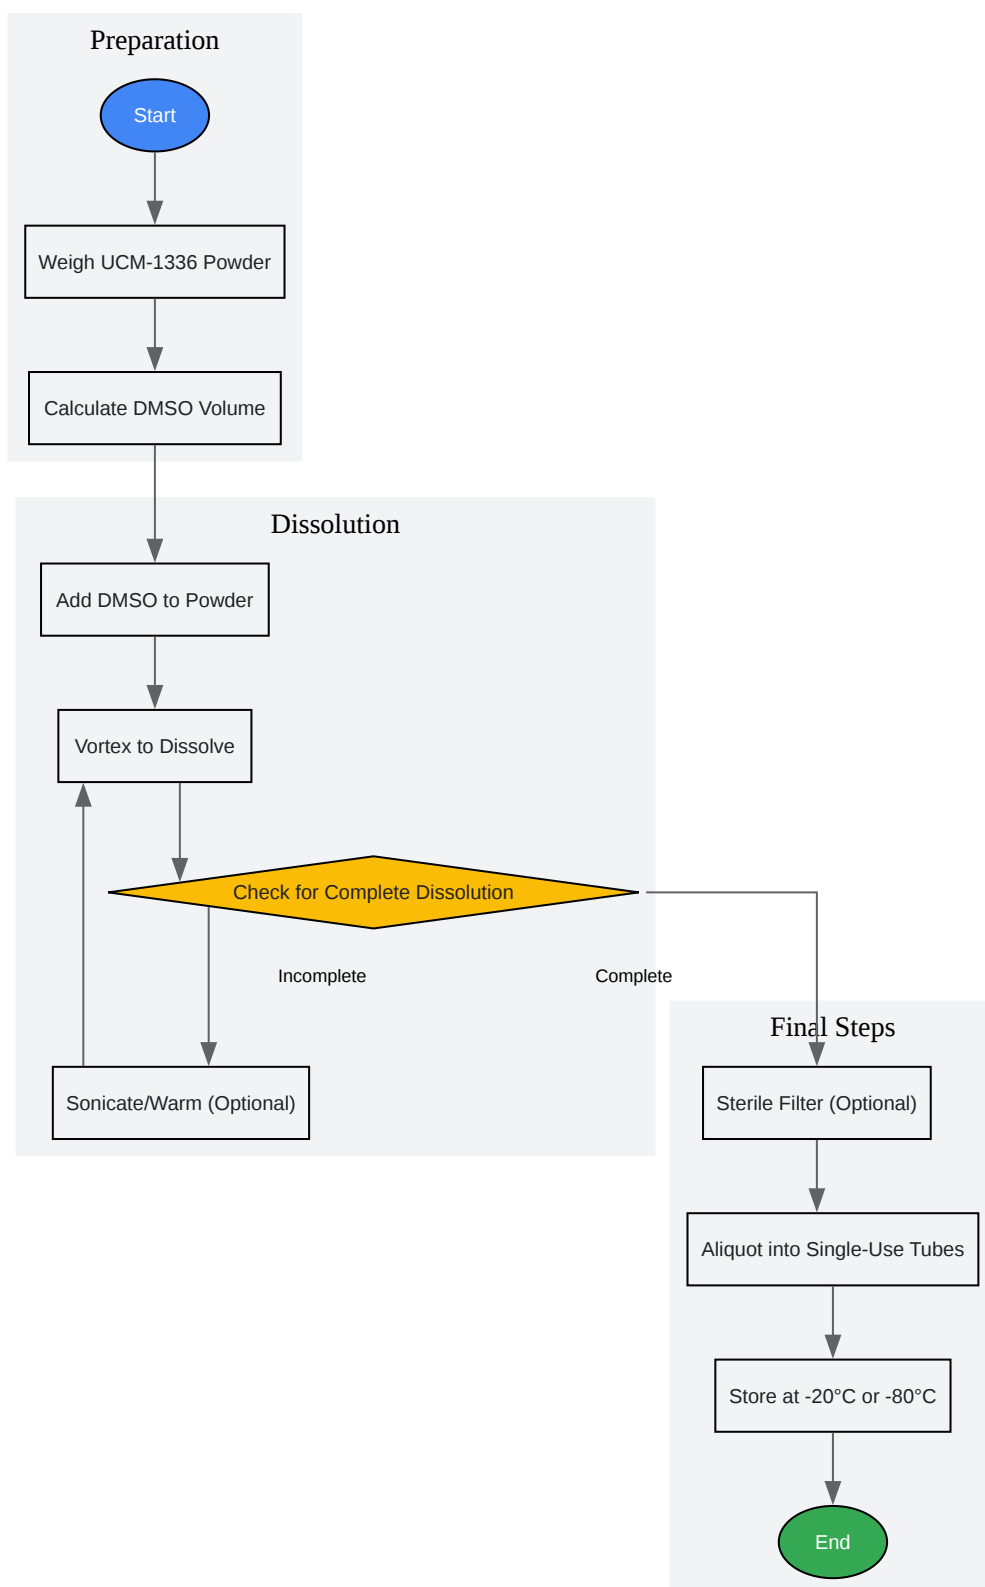 Preparation
Start
Weigh UCM-1336 Powder
Calculate DMSO Volume
Dissolution
Add DMSO to Powder
Vortex to Dissolve
Check for Complete Dissolution
Incomplete
Complete
Sonicate/Warm (Optional)
Final Steps
Sterile Filter (Optional)
Aliquot into Single-Use Tubes
Store at -20°C or -80°C
End